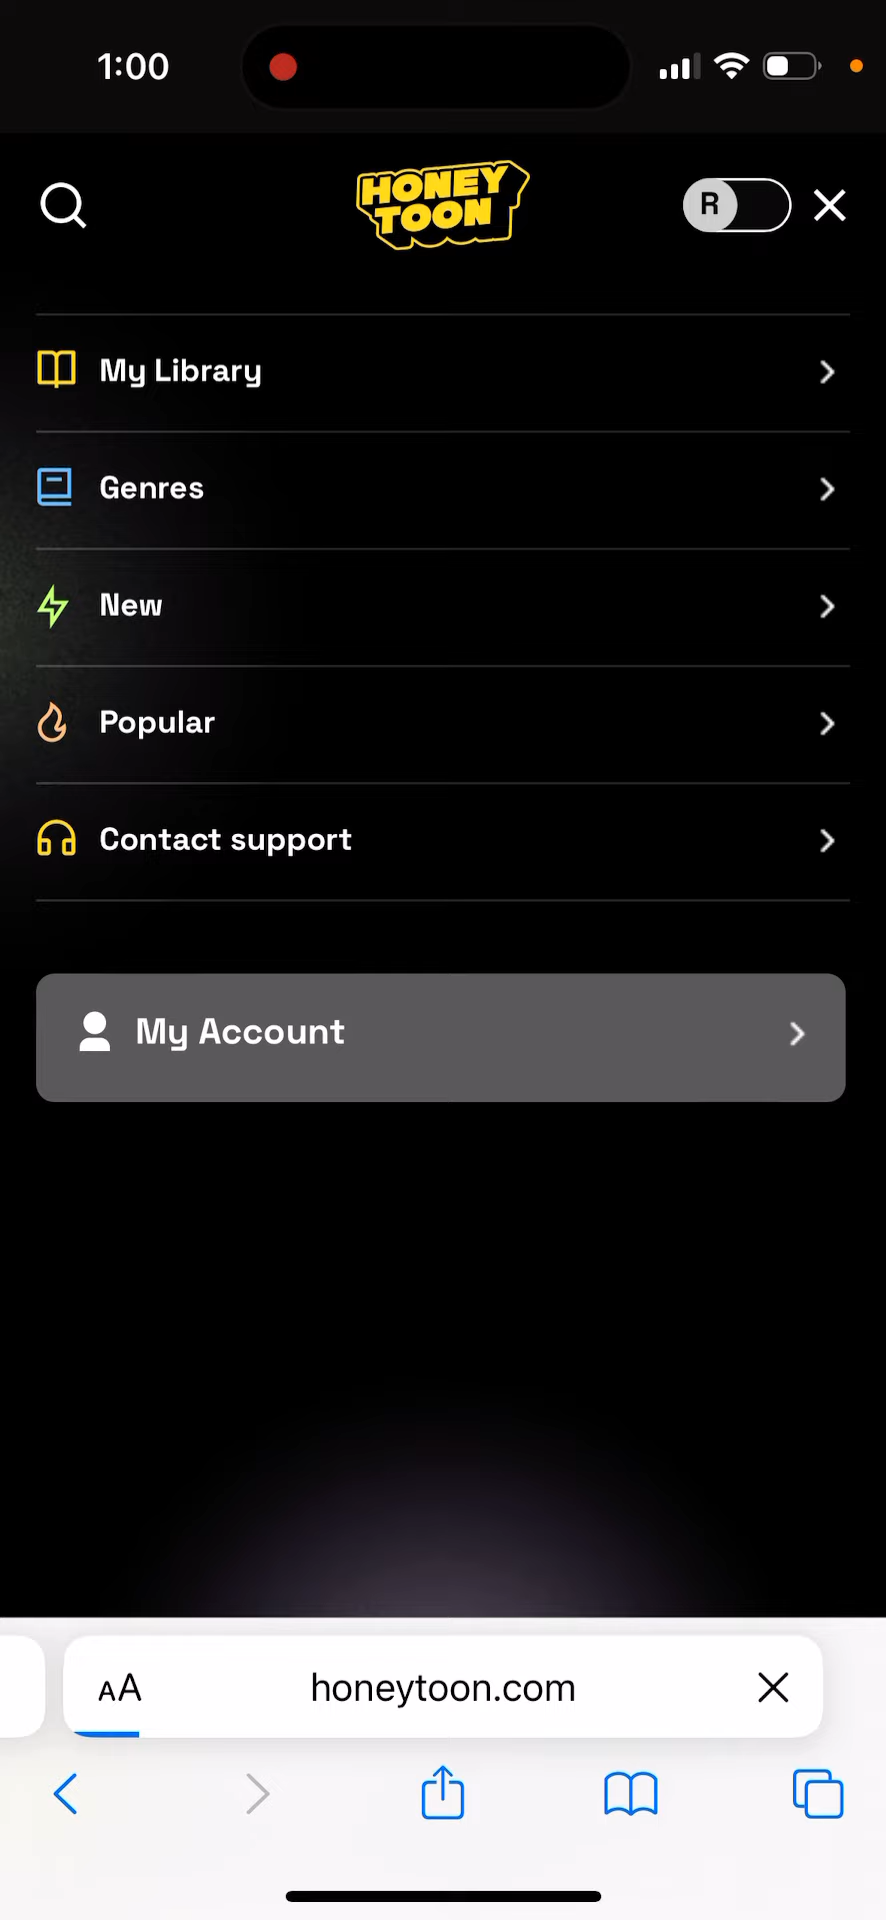 1:00
HONEY
TOON
R
My Library
Genres
New
Popular
Contact support
My Account
AA
honeytoon.com